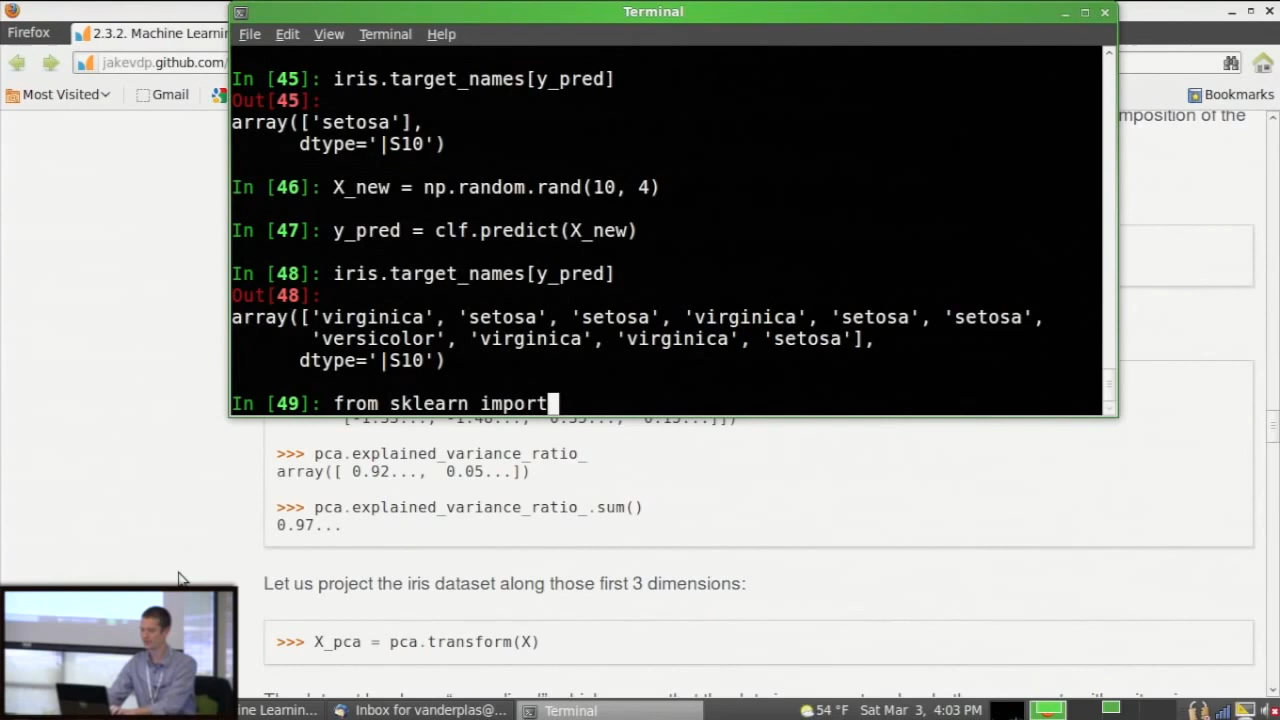 Terminal
Firefox
2.3.2. Machine Learnin
File Edit View Terminal Help
jakevdp.github.com/
Most Visited
Gmail
Bookmarks
mposition of the
In [45]: iris.target_names[y_pred]
Out[45]:
array(['setosa'],
dtype='|S10')
In [46]: X_new = np.random.rand(10, 4)
In [47]: y_pred = clf.predict(X_new)
In [48]: iris.target_names[y_pred]
Out[48]:
array(['virginica', 'setosa', 'setosa', 'virginica', 'setosa', 'setosa',
'versicolor', 'virginica', 'virginica', 'setosa'],
dtype='|S10')
In [49]: from sklearn import
>>> pca.explained_variance_ratio_
array([ 0.92..., 0.05...])
>>> pca.explained_variance_ratio_.sum()
0.97...
Let us project the iris dataset along those first 3 dimensions:
>>> X_pca = pca.transform(X)
ine Learning...
Inbox for vanderplas@...
Terminal
54 °F
Sat Mar 3, 4:03 PM